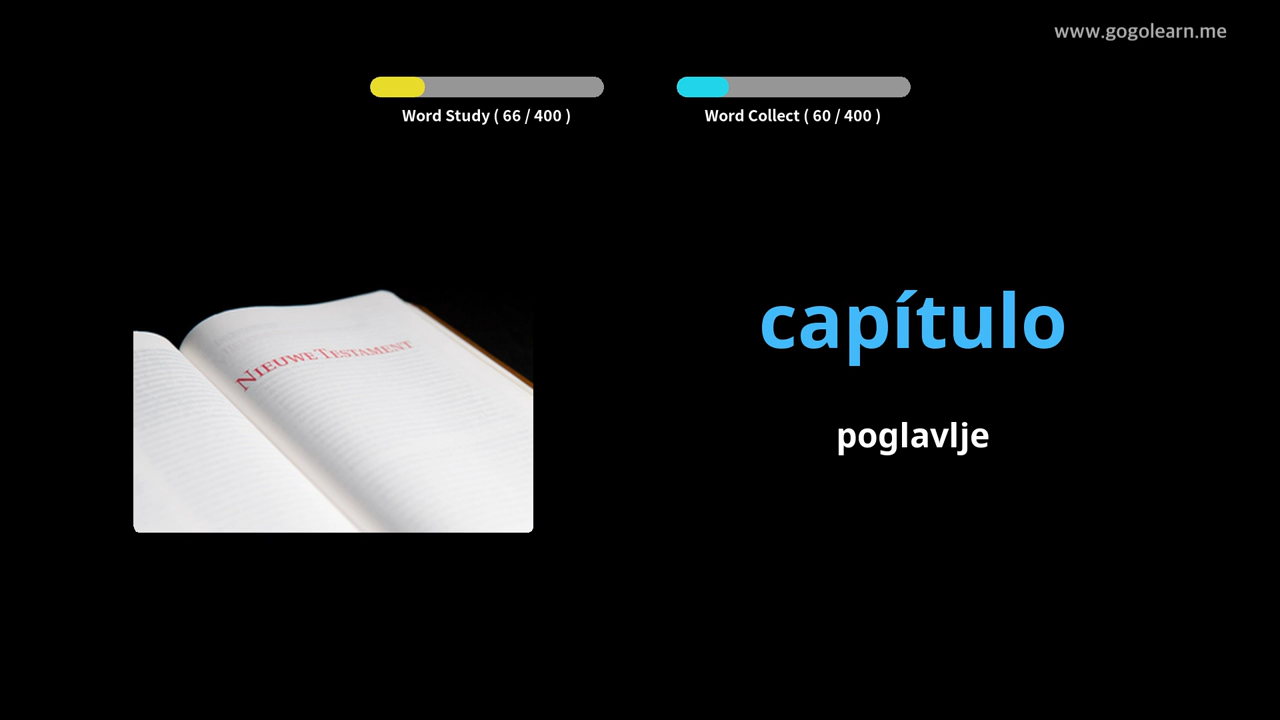 www.gogolearn.me
Word Study ( 66 / 400 )
Word Collect ( 60 / 400 )
NIEUWE TESTAMENT
capítulo
poglavlje